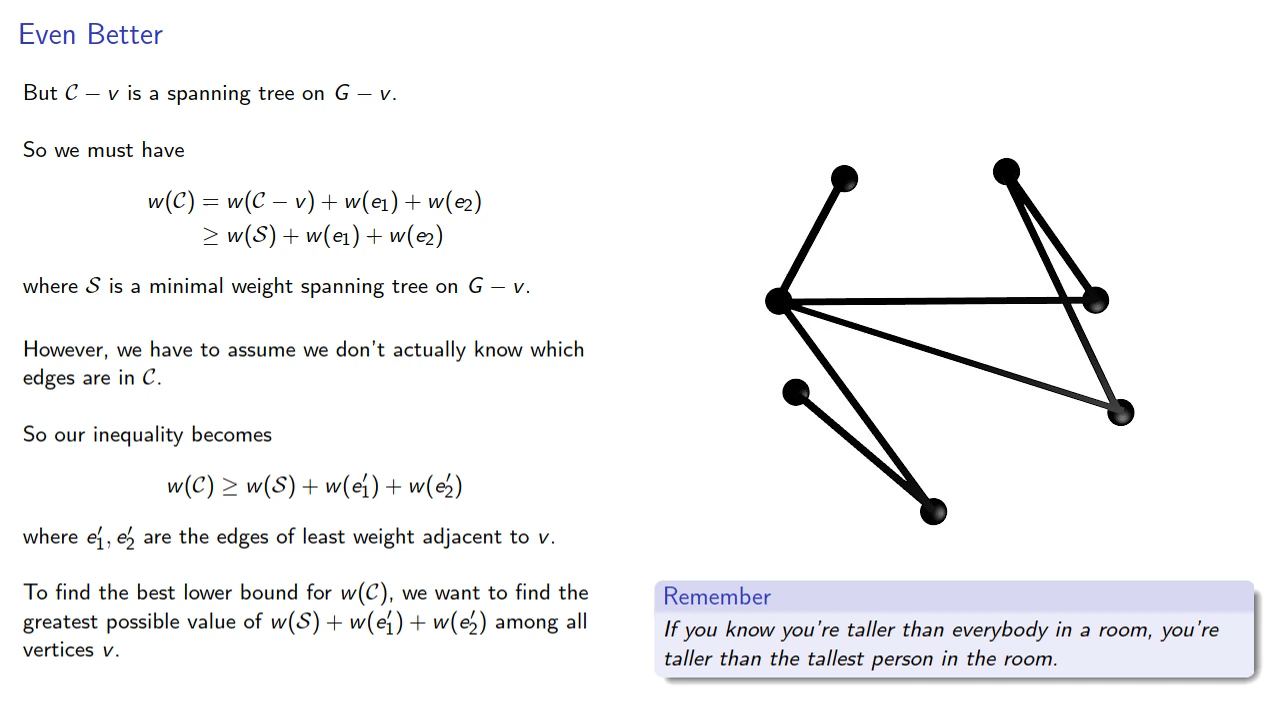 Even Better
But 𝒞 − v is a spanning tree on G − v.
So we must have
w(𝒞) = w(𝒞 − v) + w(e₁) + w(e₂)
≥ w(𝒮) + w(e₁) + w(e₂)
where 𝒮 is a minimal weight spanning tree on G − v.
However, we have to assume we don't actually know which
edges are in 𝒞.
So our inequality becomes
w(𝒞) ≥ w(𝒮) + w(e′₁) + w(e′₂)
where e′₁, e′₂ are the edges of least weight adjacent to v.
To find the best lower bound for w(𝒞), we want to find the
greatest possible value of w(𝒮) + w(e′₁) + w(e′₂) among all
vertices v.
Remember
If you know you're taller than everybody in a room, you're
taller than the tallest person in the room.